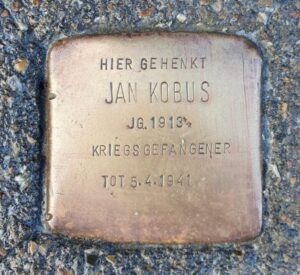 HIER GEHENKT
JAN KOBUS
JG. 1913
KRIEGSGEFANGENER
TOT 5.4.1941